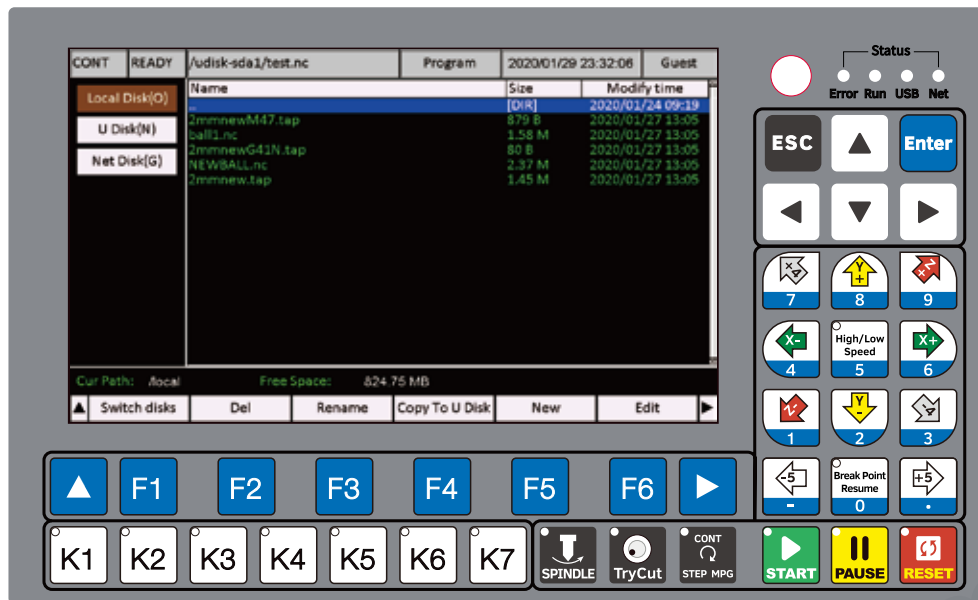 CONT READY /udisk-sda1/test.nc Program 2020/01/29 23:32:06 Guest
Name Size Modify time
Local Disk(O)
U Disk(N)
Net Disk(G)
.. [DIR] 2020/01/24 09:19
2mmnewM47.tap 879 B 2020/01/27 13:05
ball1.nc 1.58 M 2020/01/27 13:05
2mmnewG41N.tap 80 B 2020/01/27 13:05
NEWBALL.nc 2.37 M 2020/01/27 13:05
2mmnew.tap 1.45 M 2020/01/27 13:05
Cur Path: /local Free Space: 824.75 MB
Switch disks Del Rename Copy To U Disk New Edit
Status
Error Run USB Net
ESC Enter
Y+ Z+
7 8 9
X- High/Low Speed X+
4 5 6
Z- Y-
1 2 3
-5 Break Point Resume +5
- 0 .
F1 F2 F3 F4 F5 F6
K1 K2 K3 K4 K5 K6 K7
SPINDLE TryCut CONT STEP MPG START PAUSE RESET